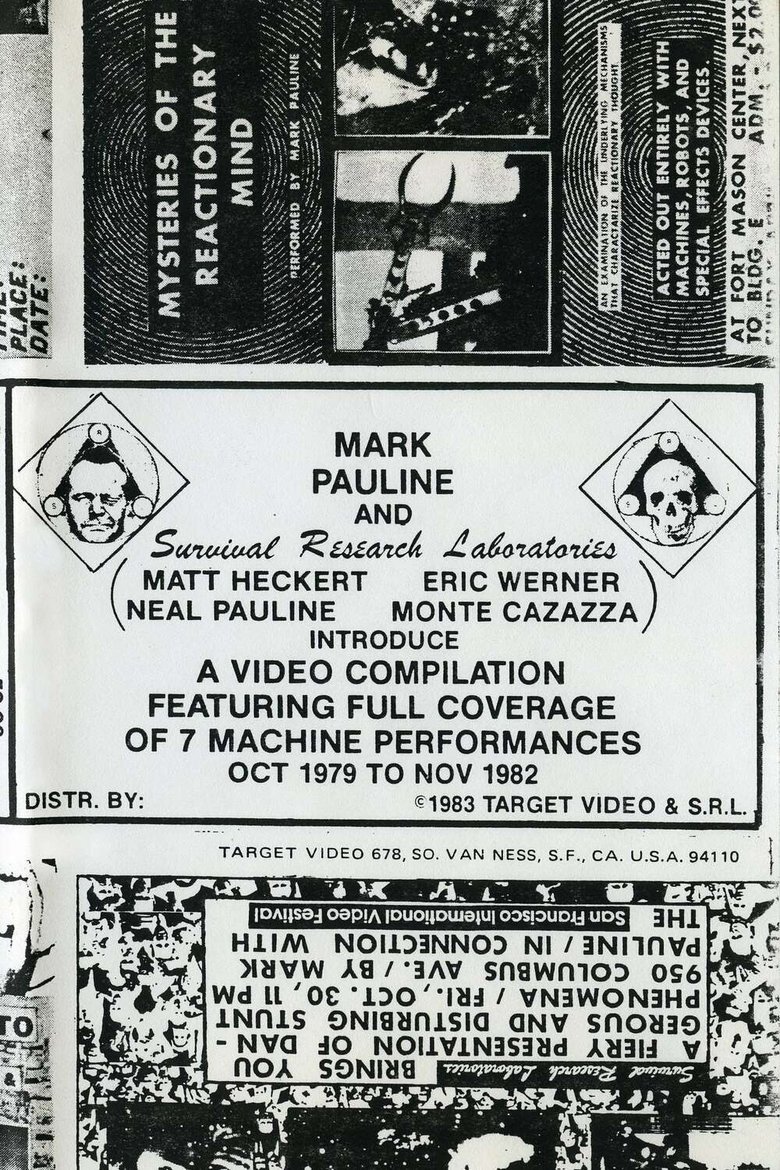 MYSTERIES OF THE
REACTIONARY
MIND
PERFORMED BY MARK PAULINE
AN EXAMINATION OF THE UNDERLYING MECHANISMS
THAT CHARACTARIZE REACTIONARY THOUGHT
ACTED OUT ENTIRELY WITH
MACHINES, ROBOTS, AND
SPECIAL EFFECTS DEVICES.
AT FORT MASON CENTER, NEXT
TO BLDG. E ADM. - $2.00
PLACE:
DATE:
MARK
PAULINE
AND
Survival Research Laboratories
(MATT HECKERT ERIC WERNER
NEAL PAULINE MONTE CAZAZZA)
INTRODUCE
A VIDEO COMPILATION
FEATURING FULL COVERAGE
OF 7 MACHINE PERFORMANCES
OCT 1979 TO NOV 1982
DISTR. BY: ©1983 TARGET VIDEO & S.R.L.
S R L
S R L
TARGET VIDEO 678, SO. VAN NESS, S.F., CA. U.S.A. 94110
Survival Research Laboratories BRINGS YOU
A FIERY PRESENTATION OF DAN-
GEROUS AND DISTURBING STUNT
PHENOMENA / FRI., OCT. 30, 11 PM
950 COLUMBUS AVE. / BY MARK
PAULINE / IN CONNECTION WITH
THE San Francisco International Video Festival
TO
&